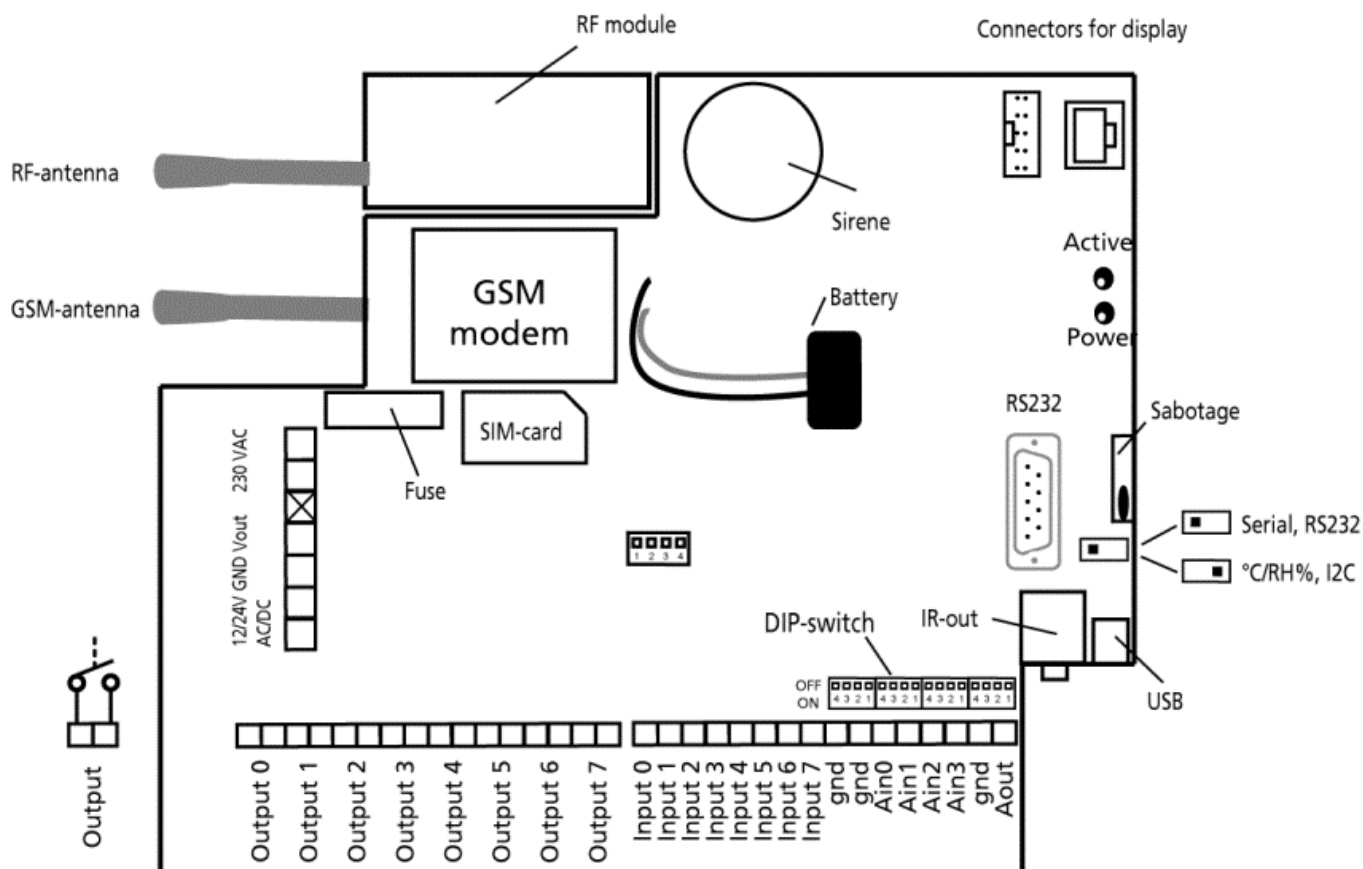 RF module
Connectors for display
RF-antenna
Sirene
Active
GSM-antenna
GSM
modem
Battery
Power
RS232
Sabotage
SIM-card
230 VAC
Fuse
12/24V GND Vout
AC/DC
Serial, RS232
1 2 3 4
°C/RH%, I2C
DIP-switch
IR-out
USB
OFF
ON
4 3 2 1 4 3 2 1 4 3 2 1 4 3 2 1
Output
Output 0
Output 1
Output 2
Output 3
Output 4
Output 5
Output 6
Output 7
Input 0
Input 1
Input 2
Input 3
Input 4
Input 5
Input 6
Input 7
gnd
gnd
Ain0
Ain1
Ain2
Ain3
gnd
Aout